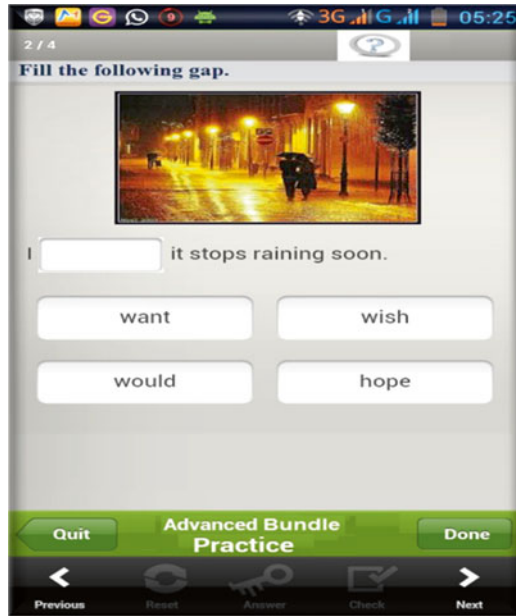 9 3G G 05:25
2 / 4
?
Fill the following gap.
I it stops raining soon.
want wish
would hope
Quit Advanced Bundle Practice Done
Previous Reset Answer Check Next